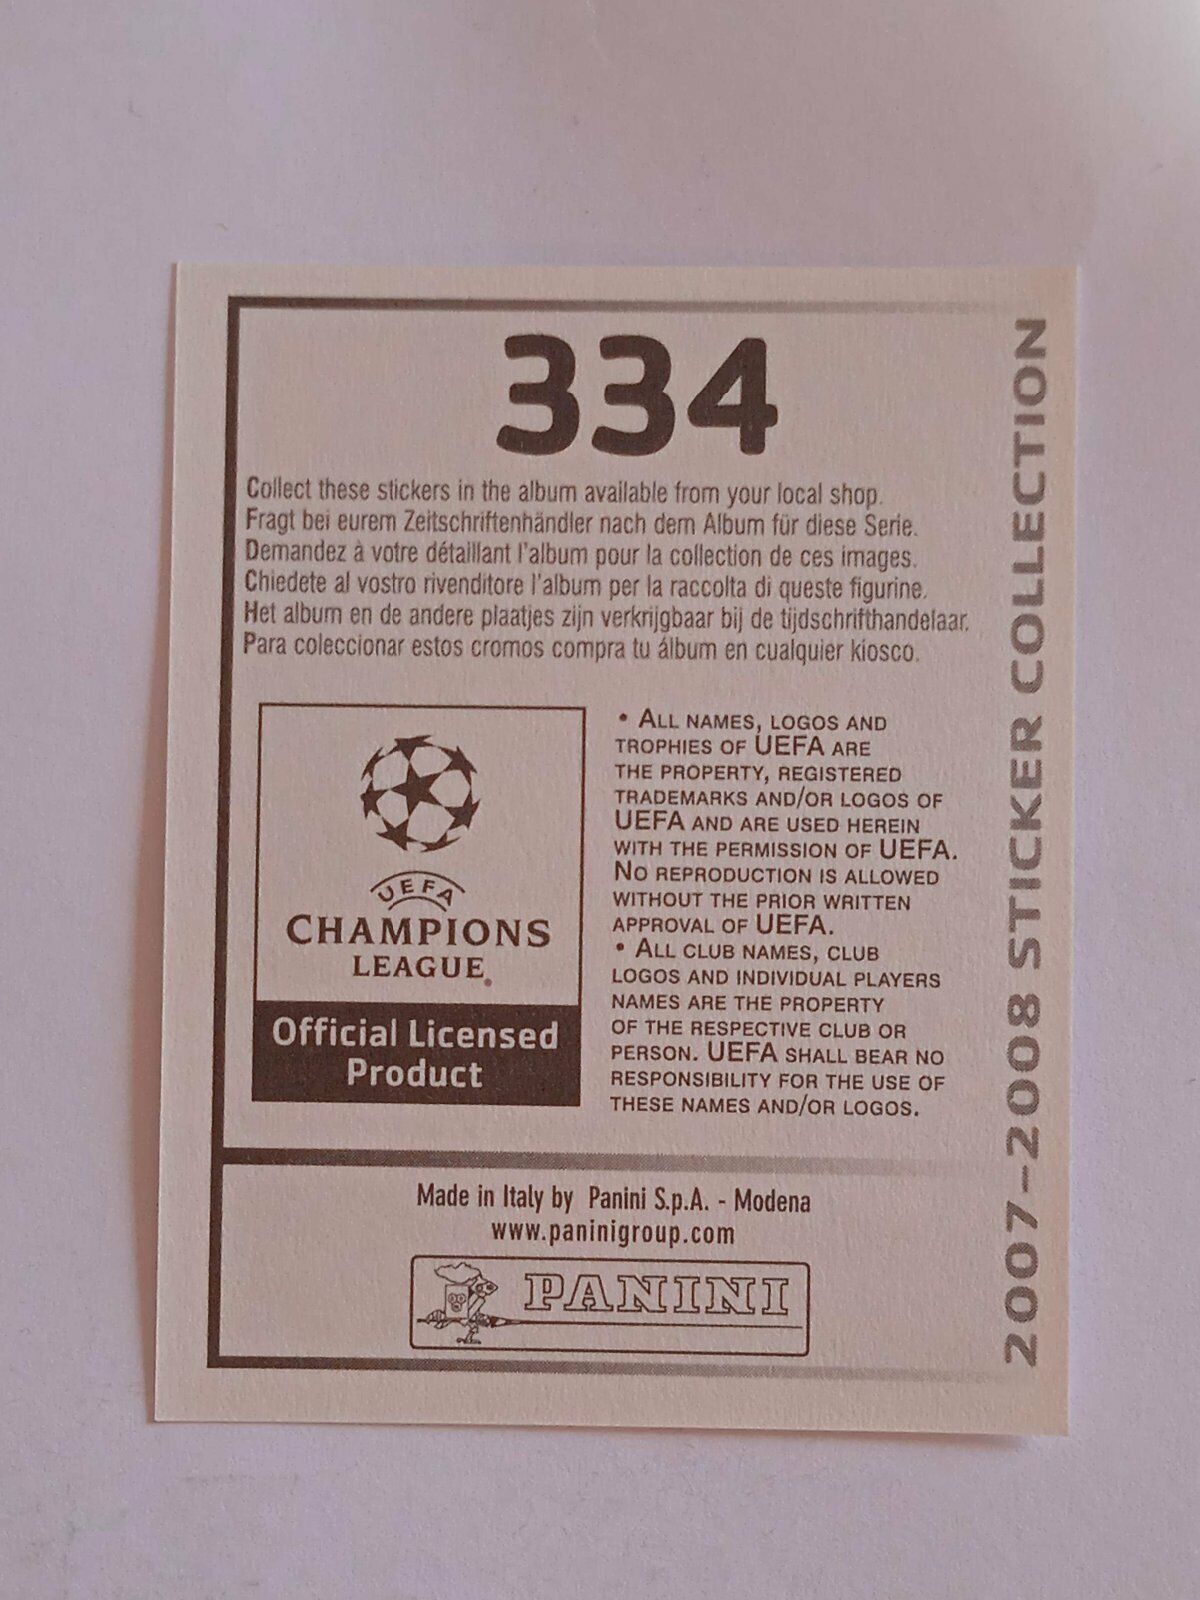 334
Collect these stickers in the album available from your local shop.
Fragt bei eurem Zeitschriftenhändler nach dem Album für diese Serie.
Demandez à votre détaillant l'album pour la collection de ces images.
Chiedete al vostro rivenditore l'album per la raccolta di queste figurine.
Het album en de andere plaatjes zijn verkrijgbaar bij de tijdschrifthandelaar.
Para coleccionar estos cromos compra tu álbum en cualquier kiosco.
UEFA
CHAMPIONS
LEAGUE
Official Licensed
Product
• ALL NAMES, LOGOS AND
TROPHIES OF UEFA ARE
THE PROPERTY, REGISTERED
TRADEMARKS AND/OR LOGOS OF
UEFA AND ARE USED HEREIN
WITH THE PERMISSION OF UEFA.
NO REPRODUCTION IS ALLOWED
WITHOUT THE PRIOR WRITTEN
APPROVAL OF UEFA.
• ALL CLUB NAMES, CLUB
LOGOS AND INDIVIDUAL PLAYERS
NAMES ARE THE PROPERTY
OF THE RESPECTIVE CLUB OR
PERSON. UEFA SHALL BEAR NO
RESPONSIBILITY FOR THE USE OF
THESE NAMES AND/OR LOGOS.
Made in Italy by Panini S.p.A. - Modena
www.paninigroup.com
PANINI
2007-2008 STICKER COLLECTION